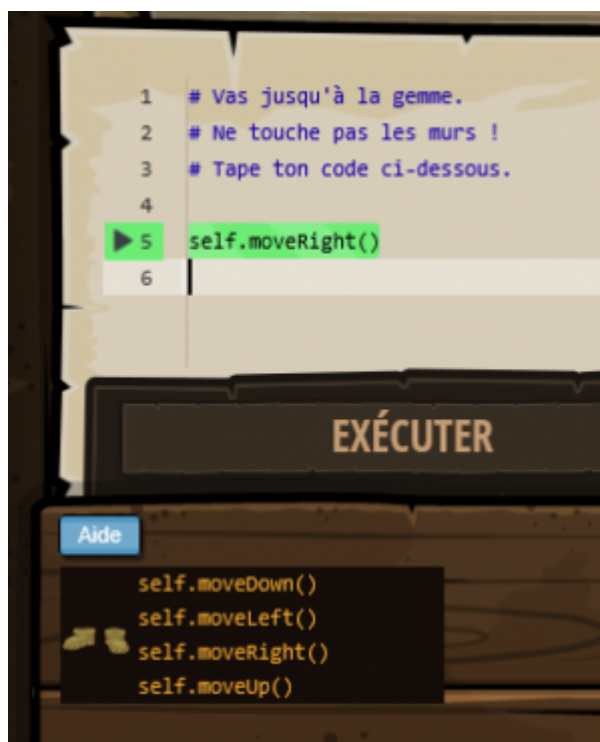 1 # Vas jusqu'à la gemme.
2 # Ne touche pas les murs !
3 # Tape ton code ci-dessous.
4
5 self.moveRight()
6
EXÉCUTER
Aide
self.moveDown()
self.moveLeft()
self.moveRight()
self.moveUp()